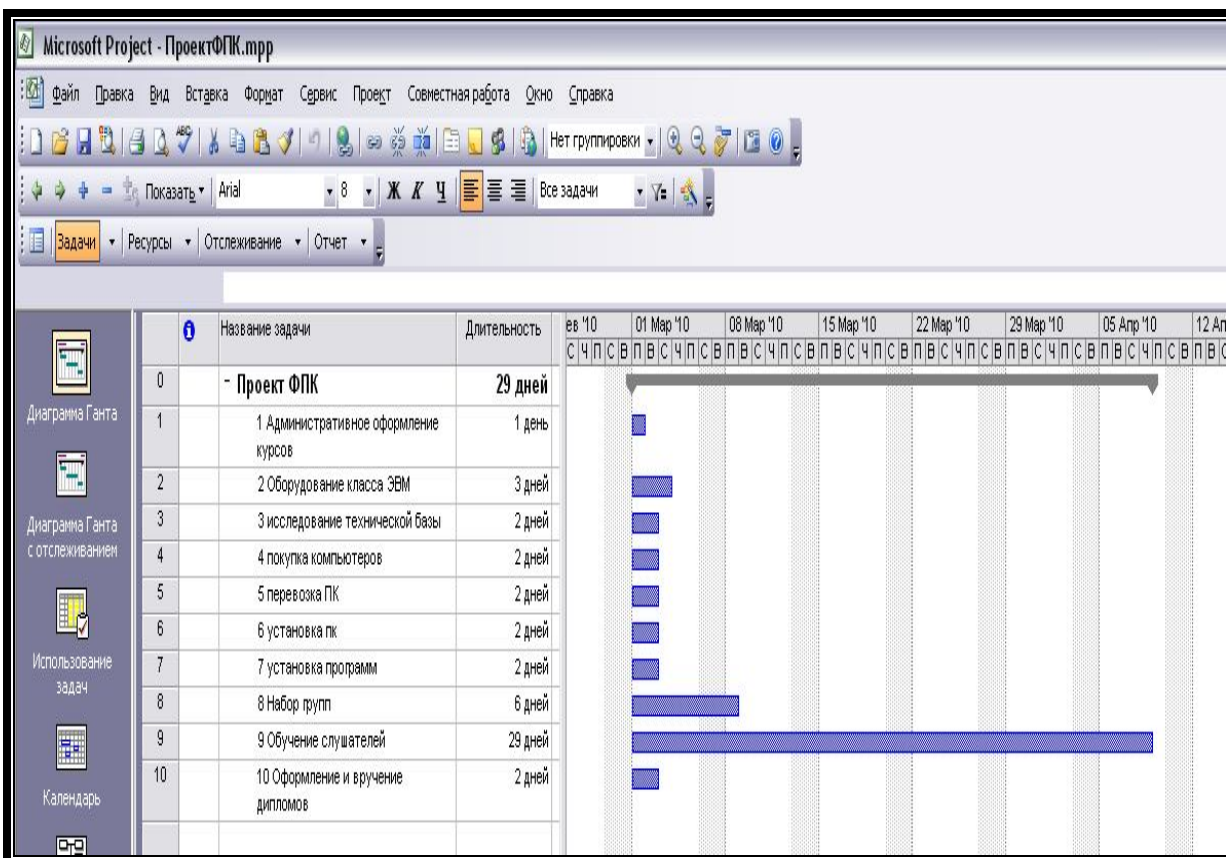 Microsoft Project - ПроектФПК.mpp
Файл Правка Вид Вставка Формат Сервис Проект Совместная работа Окно Справка
Нет группировки
Показать Arial 8 Ж К Ч Все задачи
Задачи Ресурсы Отслеживание Отчет
Название задачи Длительность ев '10 01 Мар '10 08 Мар '10 15 Мар '10 22 Мар '10 29 Мар '10 05 Апр '10 12 Ап
С Ч П С В П В С Ч П С В П В С Ч П С В П В С Ч П С В П В С Ч П С В П В С Ч П С В П В С Ч П С В П В С
0 - Проект ФПК 29 дней
Диаграмма Ганта
1 1 Административное оформление 1 день
курсов
2 2 Оборудование класса ЭВМ 3 дней
Диаграмма Ганта
с отслеживанием
3 3 исследование технической базы 2 дней
4 4 покупка компьютеров 2 дней
5 5 перевозка ПК 2 дней
6 6 установка пк 2 дней
Использование
задач
7 7 установка программ 2 дней
8 8 Набор групп 6 дней
9 9 Обучение слушателей 29 дней
Календарь
10 10 Оформление и вручение 2 дней
дипломов